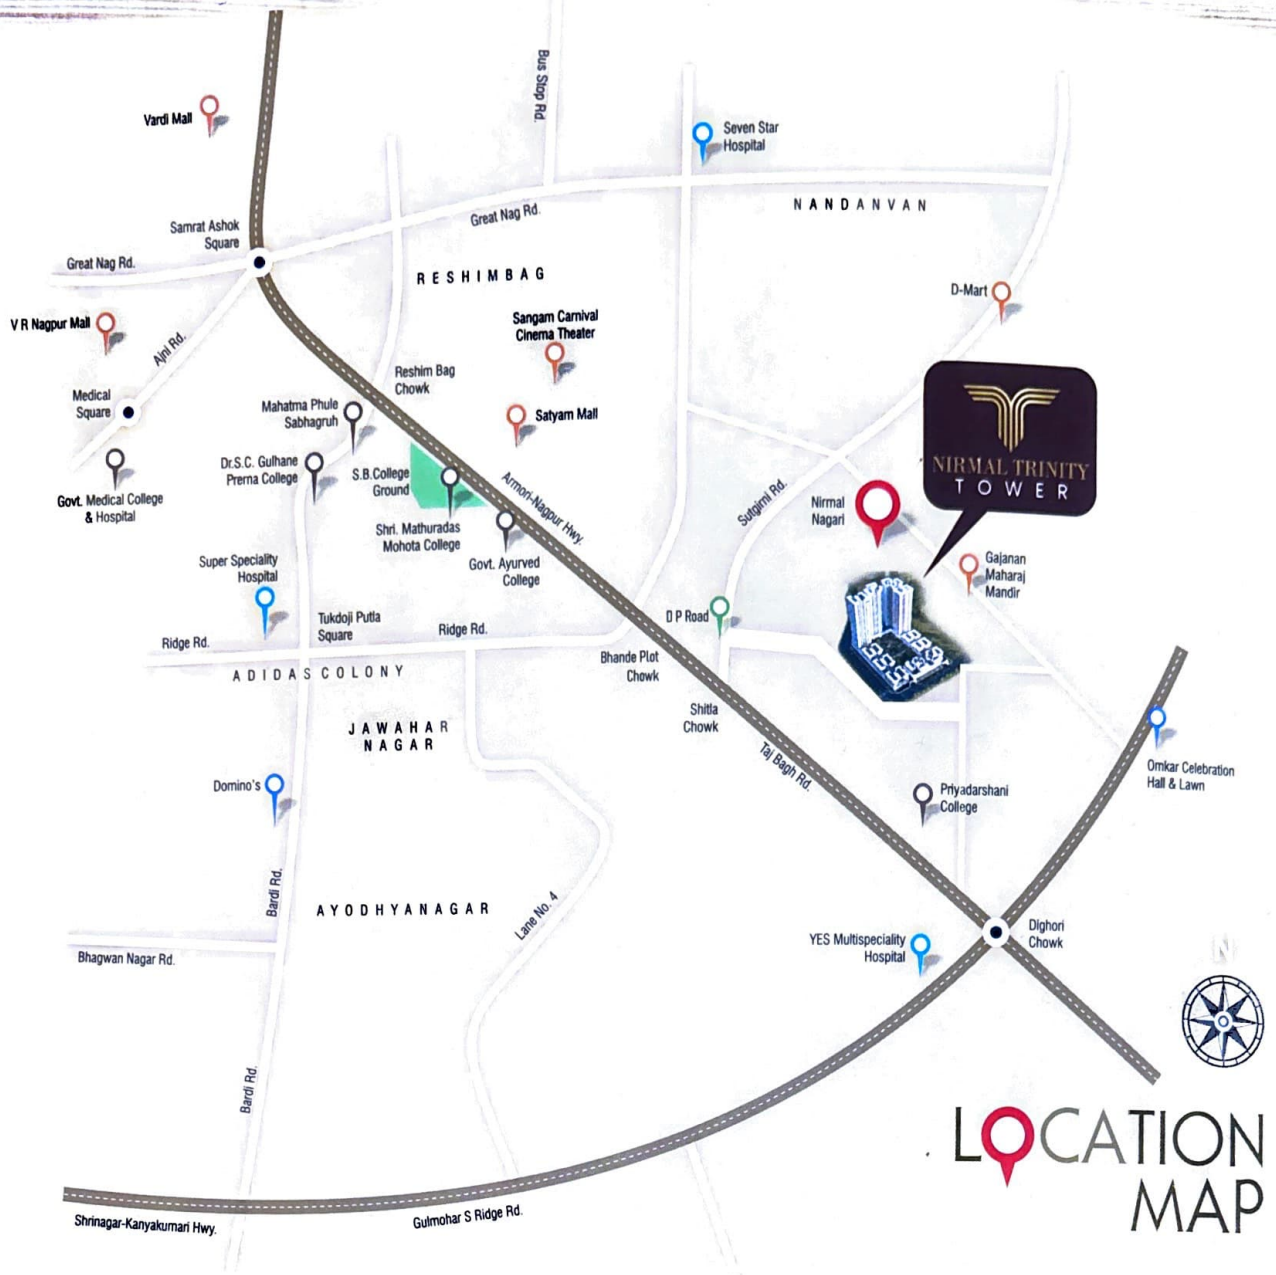 Bus Stop Rd.
Vardi Mall
Seven Star
Hospital
NANDANVAN
Samrat Ashok
Square
Great Nag Rd.
Great Nag Rd.
RESHIMBAG
D-Mart
V R Nagpur Mall
Ajni Rd.
Sangam Carnival
Cinema Theater
Reshim Bag
Chowk
Medical
Square
Mahatma Phule
Sabhagruh
Satyam Mall
NIRMAL TRINITY
TOWER
Dr.S.C. Gulhane
Prerna College
S.B.College
Ground
Armori-Nagpur Hwy.
Sutgirni Rd.
Nirmal
Nagari
Govt. Medical College
& Hospital
Shri. Mathuradas
Mohota College
Govt. Ayurved
College
Gajanan
Maharaj
Mandir
Super Speciality
Hospital
Tukdoji Putla
Square
Ridge Rd.
Ridge Rd.
D P Road
ADIDAS COLONY
Bhande Plot
Chowk
Shitla
Chowk
JAWAHAR
NAGAR
Taj Bagh Rd.
Omkar Celebration
Hall & Lawn
Domino's
Priyadarshani
College
Bardi Rd.
AYODHYANAGAR
Lane No. 4
Bhagwan Nagar Rd.
YES Multispeciality
Hospital
Dighori
Chowk
N
Bardi Rd.
LOCATION
MAP
Shrinagar-Kanyakumari Hwy.
Gulmohar S Ridge Rd.